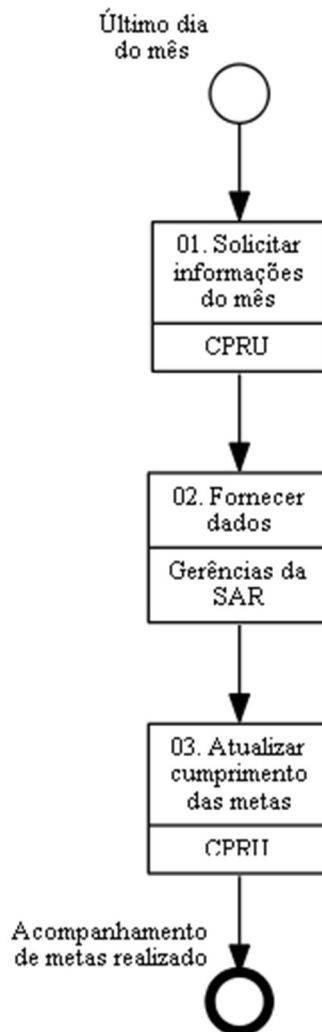 Último dia
do mês
01. Solicitar
informações
do mês
CPRU
02. Fornecer
dados
Gerências da
SAR
03. Atualizar
cumprimento
das metas
CPRU
Acompanhamento
de metas realizado